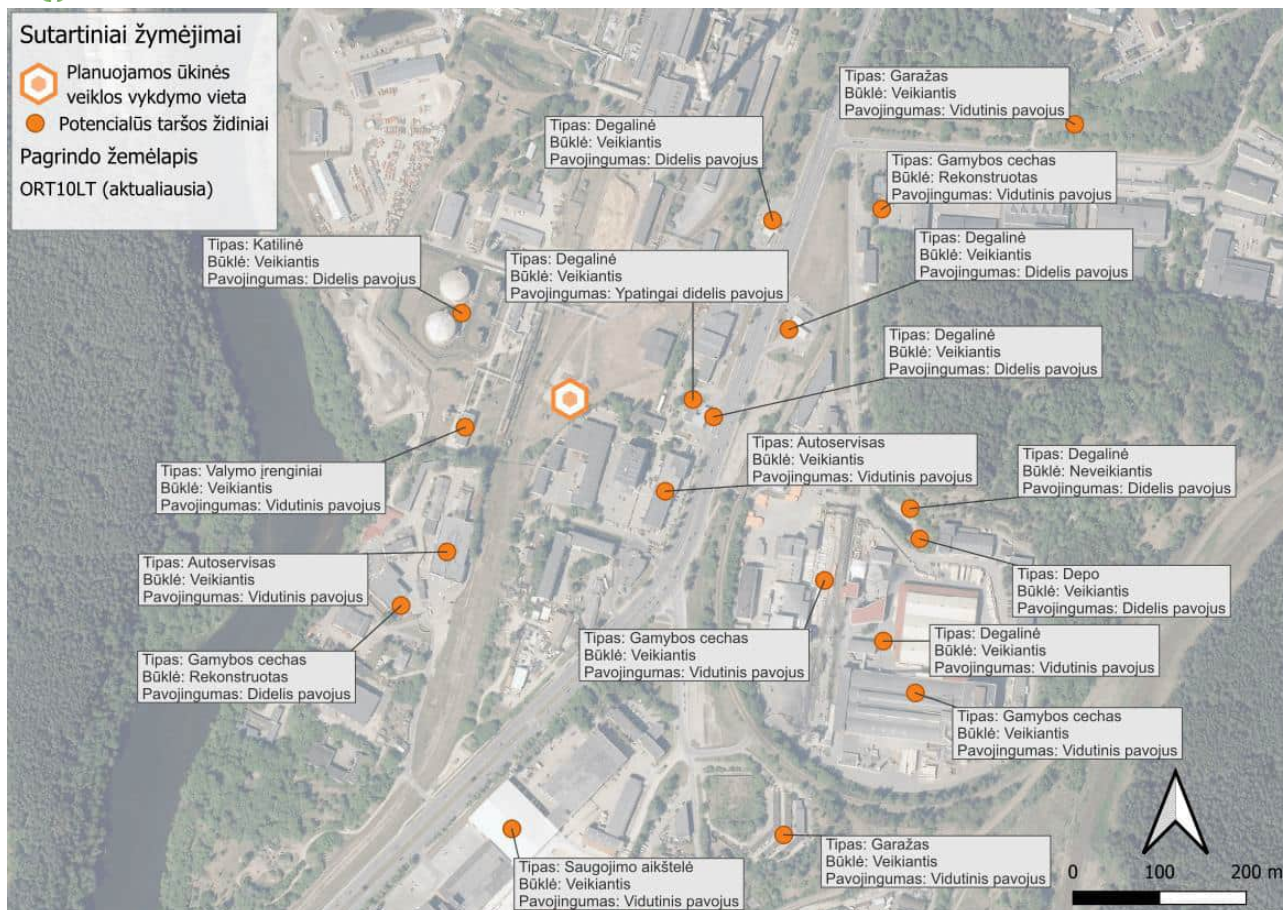 Sutartiniai žymėjimai
Planuojamos ūkinės
veiklos vykdymo vieta
Potencialūs taršos židiniai
Pagrindo žemėlapis
ORT10LT (aktualiausia)
Tipas: Garažas
Būklė: Veikiantis
Pavojingumas: Vidutinis pavojus
Tipas: Degalinė
Būklė: Veikiantis
Pavojingumas: Didelis pavojus
Tipas: Gamybos cechas
Būklė: Rekonstruotas
Pavojingumas: Vidutinis pavojus
Tipas: Katilinė
Būklė: Veikiantis
Pavojingumas: Didelis pavojus
Tipas: Degalinė
Būklė: Veikiantis
Pavojingumas: Ypatingai didelis pavojus
Tipas: Degalinė
Būklė: Veikiantis
Pavojingumas: Didelis pavojus
Tipas: Degalinė
Būklė: Veikiantis
Pavojingumas: Didelis pavojus
Tipas: Autoservisas
Būklė: Veikiantis
Pavojingumas: Vidutinis pavojus
Tipas: Degalinė
Būklė: Neveikiantis
Pavojingumas: Didelis pavojus
Tipas: Valymo įrenginiai
Būklė: Veikiantis
Pavojingumas: Vidutinis pavojus
Tipas: Autoservisas
Būklė: Veikiantis
Pavojingumas: Vidutinis pavojus
Tipas: Depo
Būklė: Veikiantis
Pavojingumas: Didelis pavojus
Tipas: Gamybos cechas
Būklė: Veikiantis
Pavojingumas: Vidutinis pavojus
Tipas: Degalinė
Būklė: Veikiantis
Pavojingumas: Vidutinis pavojus
Tipas: Gamybos cechas
Būklė: Rekonstruotas
Pavojingumas: Didelis pavojus
Tipas: Gamybos cechas
Būklė: Veikiantis
Pavojingumas: Vidutinis pavojus
Tipas: Garažas
Būklė: Veikiantis
Pavojingumas: Vidutinis pavojus
Tipas: Saugojimo aikštelė
Būklė: Veikiantis
Pavojingumas: Vidutinis pavojus
0 100 200 m